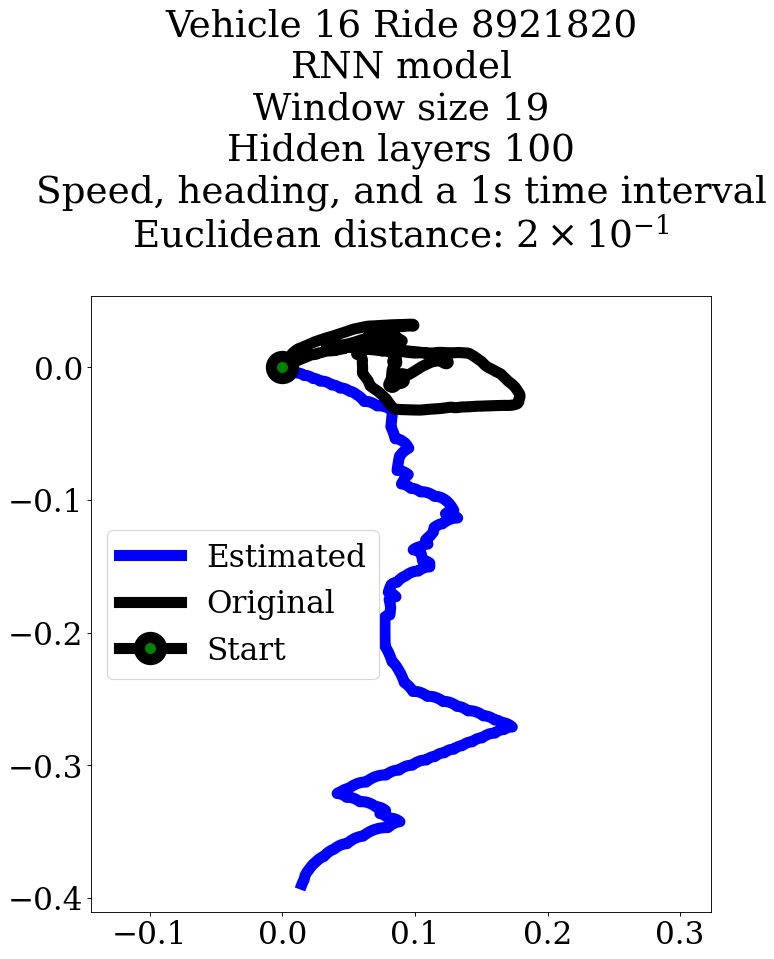 Vehicle 16 Ride 8921820
RNN model
Window size 19
Hidden layers 100
Speed, heading, and a 1s time interval
Euclidean distance: 2 × 10⁻¹
0.0
−0.1
−0.2
−0.3
−0.4
Estimated
Original
Start
−0.1 0.0 0.1 0.2 0.3